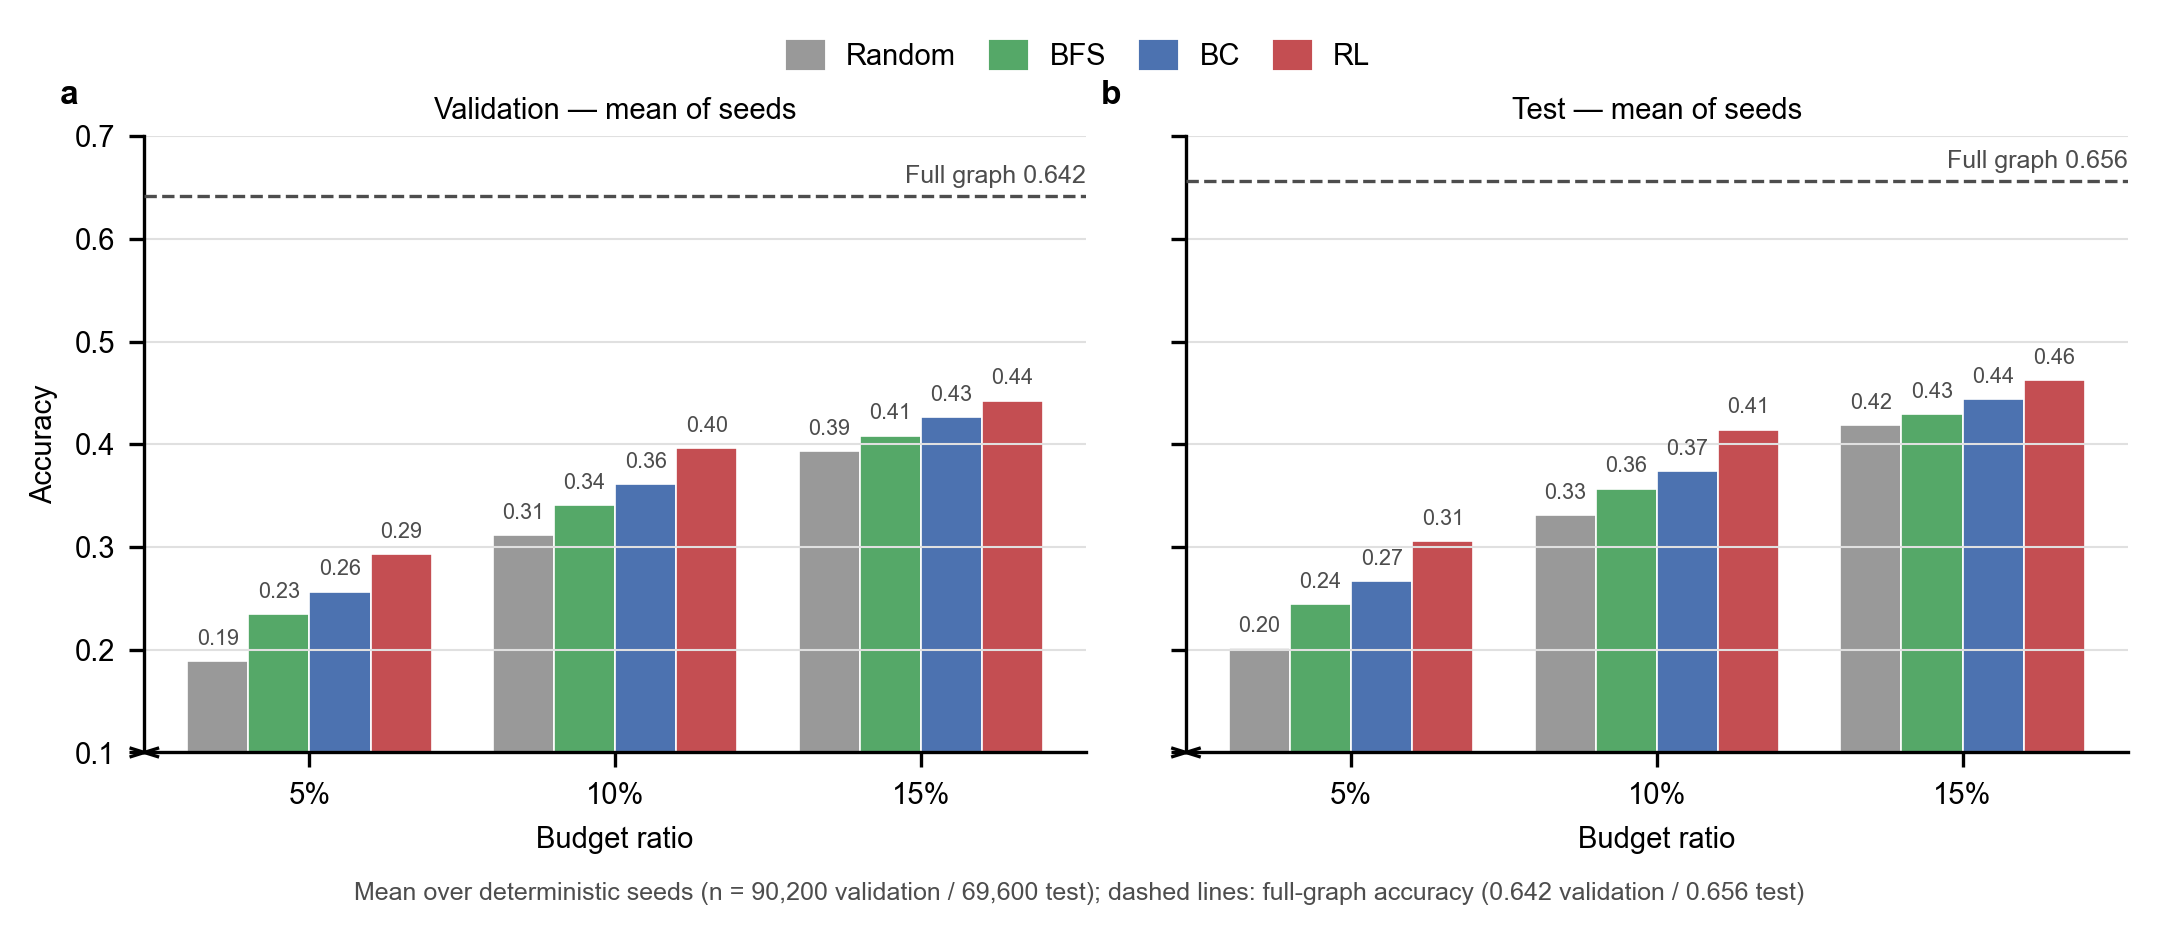 Random BFS BC RL
a
Validation — mean of seeds
0.7
0.6
0.5
0.4
0.3
0.2
0.1
Accuracy
Full graph 0.642
0.19 0.23 0.26 0.29
0.31 0.34 0.36 0.40
0.39 0.41 0.43 0.44
5% 10% 15%
Budget ratio
b
Test — mean of seeds
Full graph 0.656
0.20 0.24 0.27 0.31
0.33 0.36 0.37 0.41
0.42 0.43 0.44 0.46
5% 10% 15%
Budget ratio
Mean over deterministic seeds (n = 90,200 validation / 69,600 test); dashed lines: full-graph accuracy (0.642 validation / 0.656 test)